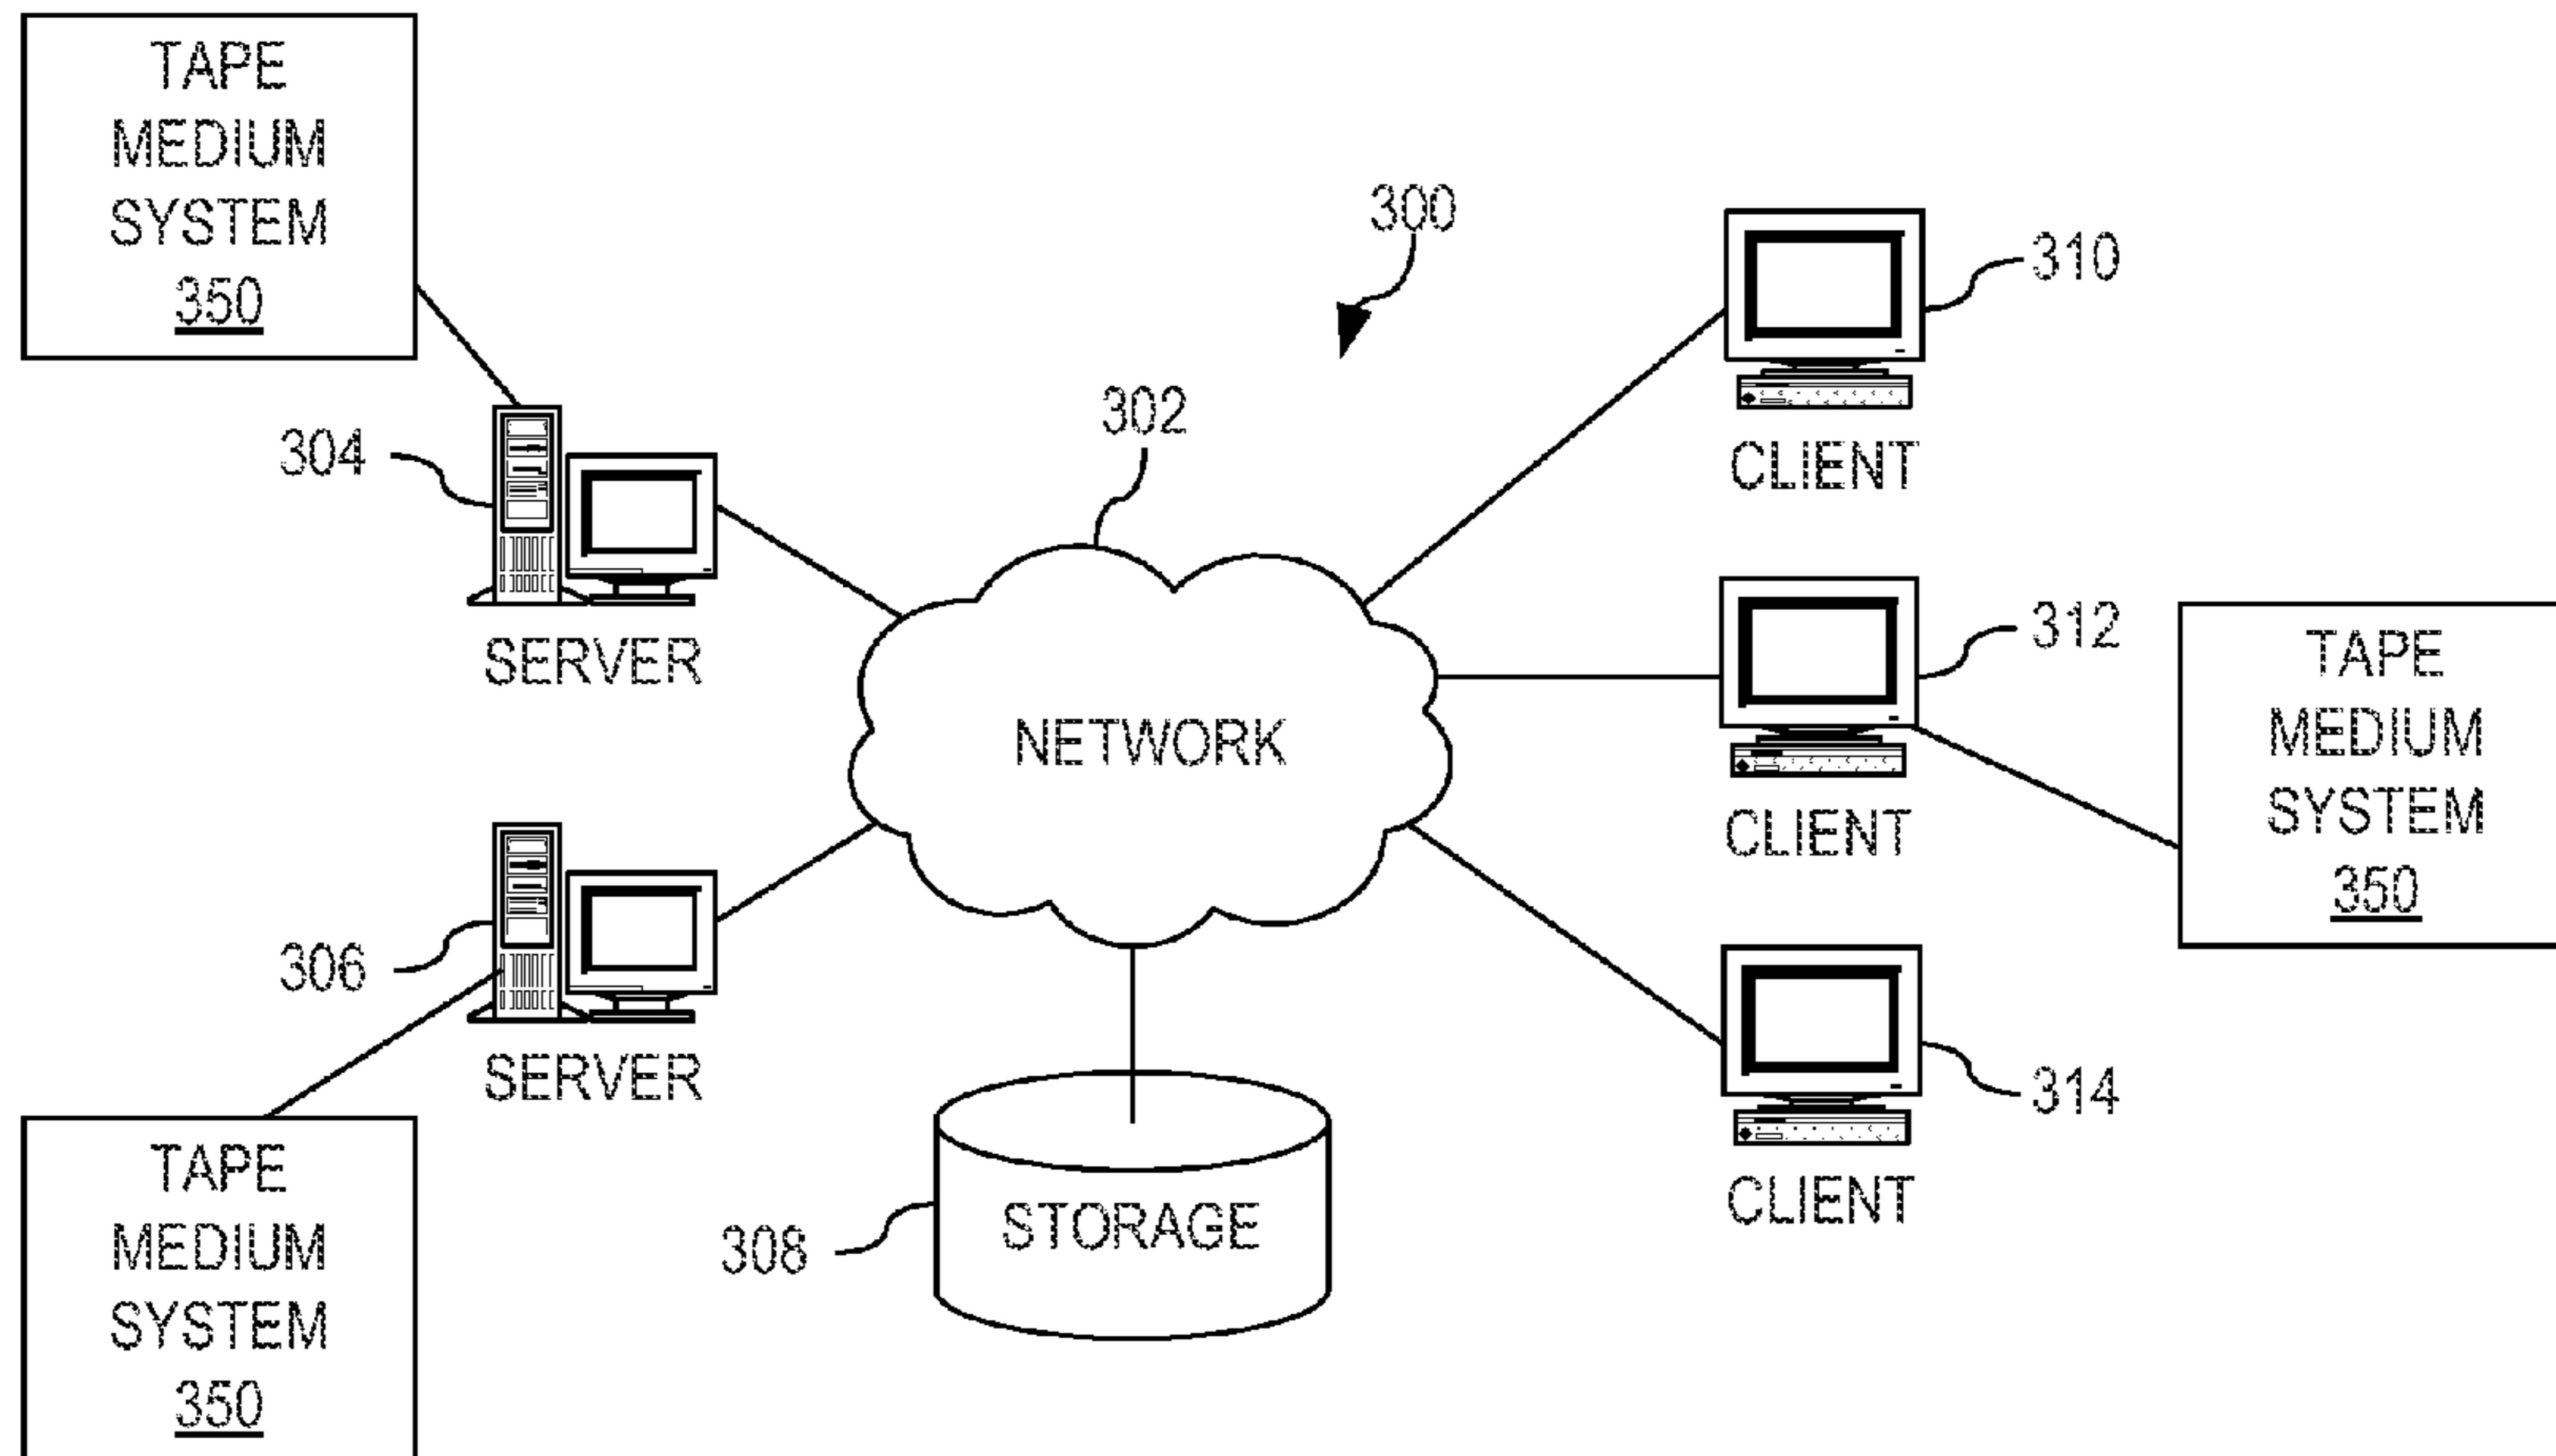 TAPE
MEDIUM
SYSTEM
350
300
310
CLIENT
302
304
SERVER
312
CLIENT
TAPE
MEDIUM
SYSTEM
350
NETWORK
306
SERVER
314
CLIENT
308
STORAGE
TAPE
MEDIUM
SYSTEM
350